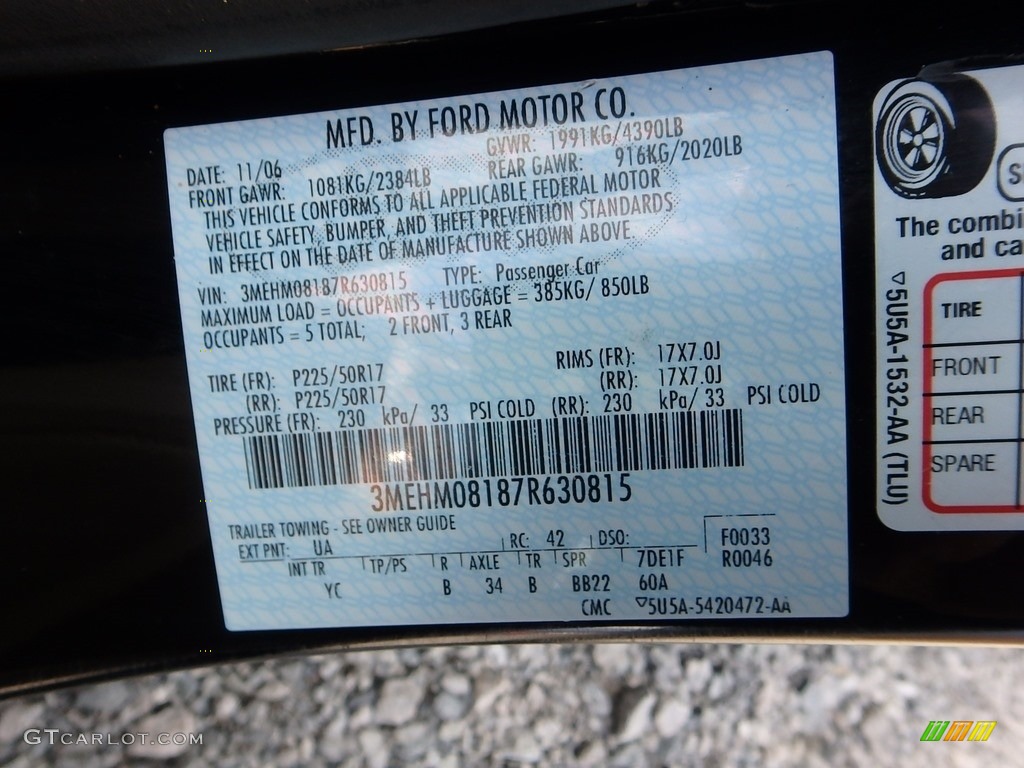 MFD. BY FORD MOTOR CO.
DATE: 11/06 GVWR: 1991KG/4390LB
FRONT GAWR: 1081KG/2384LB REAR GAWR: 916KG/2020LB
THIS VEHICLE CONFORMS TO ALL APPLICABLE FEDERAL MOTOR
VEHICLE SAFETY, BUMPER, AND THEFT PREVENTION STANDARDS
IN EFFECT ON THE DATE OF MANUFACTURE SHOWN ABOVE.
VIN: 3MEHM08187R630815 TYPE: Passenger Car
MAXIMUM LOAD = OCCUPANTS + LUGGAGE = 385KG/ 850LB
OCCUPANTS = 5 TOTAL; 2 FRONT, 3 REAR
TIRE (FR): P225/50R17 RIMS (FR): 17X7.0J
(RR): P225/50R17 (RR): 17X7.0J
PRESSURE (FR): 230 kPa/ 33 PSI COLD (RR): 230 kPa/ 33 PSI COLD
3MEHM08187R630815
TRAILER TOWING - SEE OWNER GUIDE
EXT PNT: UA RC: 42 DSO: F0033
INT TR TP/PS R AXLE TR SPR 7DE1F R0046
YC B 34 B BB22 60A
CMC ▽5U5A-5420472-AA
The combi
and ca
▽5U5A-1532-AA (TLU)
TIRE
FRONT
REAR
SPARE
GTCARLOT.COM